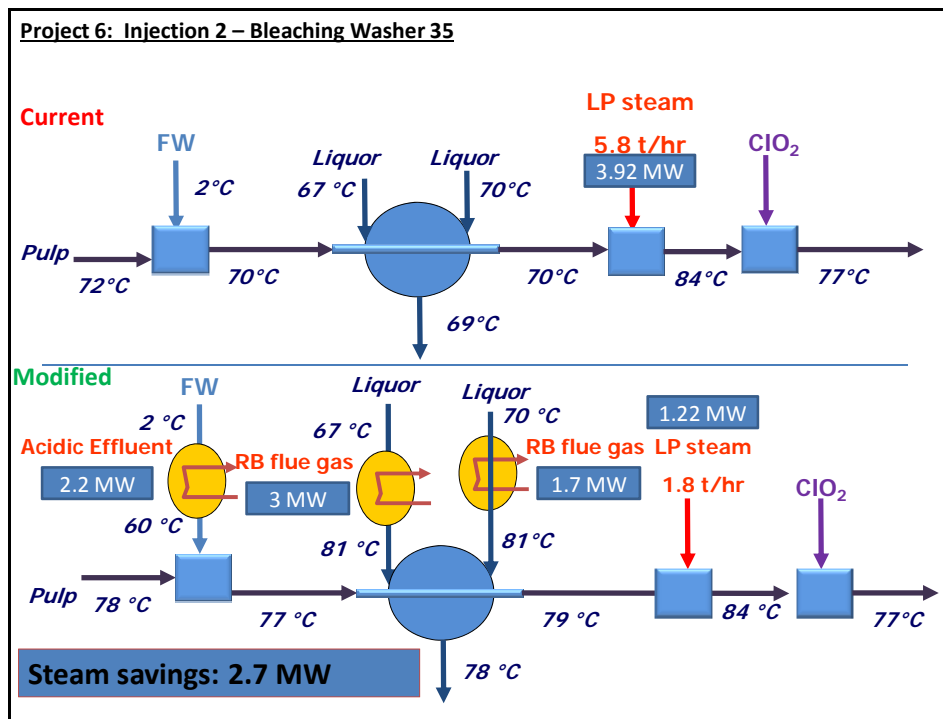 Project 6: Injection 2 – Bleaching Washer 35
Current
LP steam
5.8 t/hr
3.92 MW
FW
2°C
Liquor
67 °C
Liquor
70°C
ClO₂
Pulp
72°C
70°C
70°C
84°C
77°C
69°C
Modified
FW
2 °C
Liquor
67 °C
Liquor
70 °C
1.22 MW
Acidic Effluent
2.2 MW
RB flue gas
3 MW
RB flue gas
1.7 MW
LP steam
1.8 t/hr
ClO₂
60 °C
81 °C
81°C
Pulp
78 °C
77 °C
79 °C
84 °C
77°C
78 °C
Steam savings: 2.7 MW